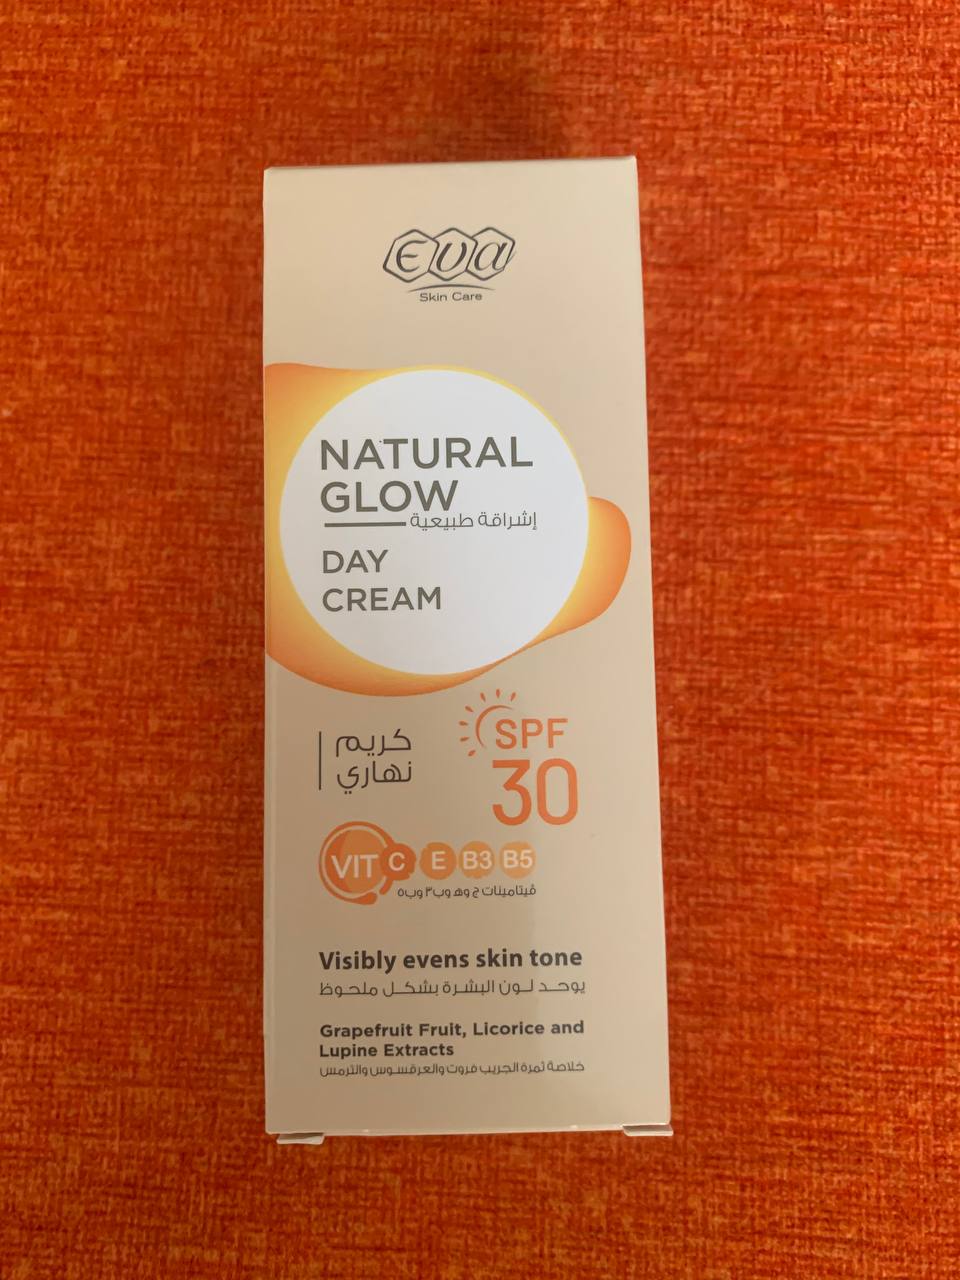 Eva
Skin Care
NATURAL
GLOW
إشراقة طبيعية
DAY
CREAM
كريم
نهاري
SPF
30
VIT C E B3 B5
ڤيتامينات ج وهـ وب٣ وب٥
Visibly evens skin tone
يوحد لون البشرة بشكل ملحوظ
Grapefruit Fruit, Licorice and
Lupine Extracts
خلاصة ثمرة الجريب فروت والعرقسوس والترمس